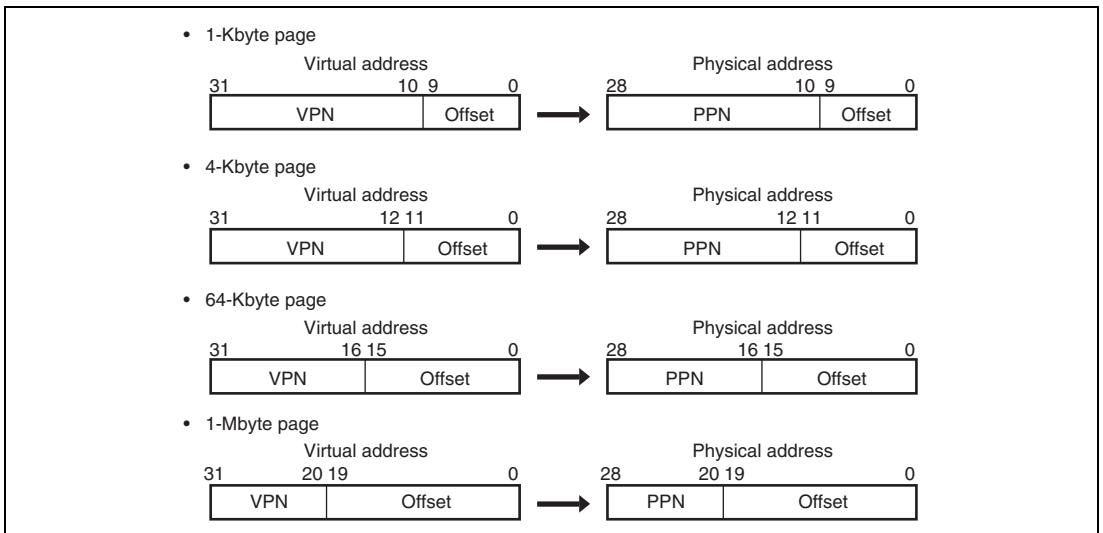 • 1-Kbyte page
Virtual address Physical address
31 10 9 0 28 10 9 0
VPN Offset PPN Offset
• 4-Kbyte page
Virtual address Physical address
31 12 11 0 28 12 11 0
VPN Offset PPN Offset
• 64-Kbyte page
Virtual address Physical address
31 16 15 0 28 16 15 0
VPN Offset PPN Offset
• 1-Mbyte page
Virtual address Physical address
31 20 19 0 28 20 19 0
VPN Offset PPN Offset